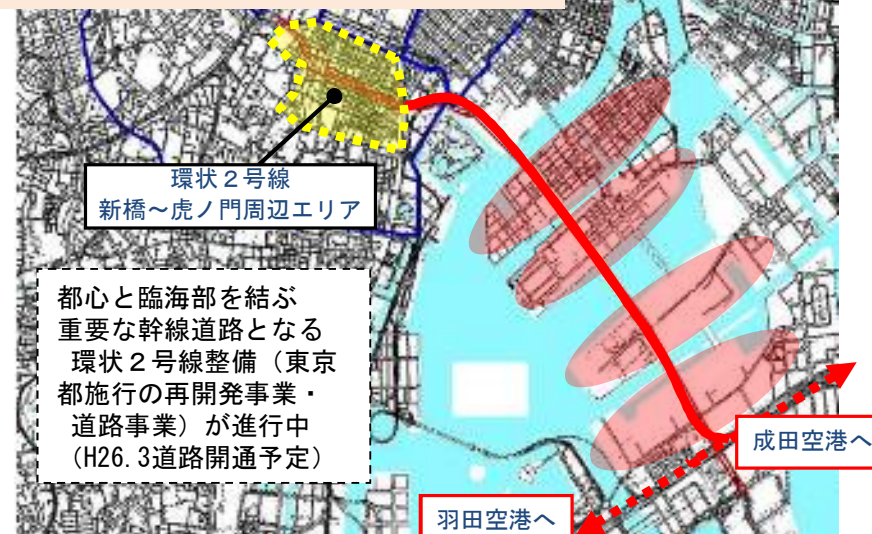 環状２号線
新橋～虎ノ門周辺エリア
都心と臨海部を結ぶ
重要な幹線道路となる
環状２号線整備（東京
都施行の再開発事業・
道路事業）が進行中
（H26.3道路開通予定）
成田空港へ
羽田空港へ